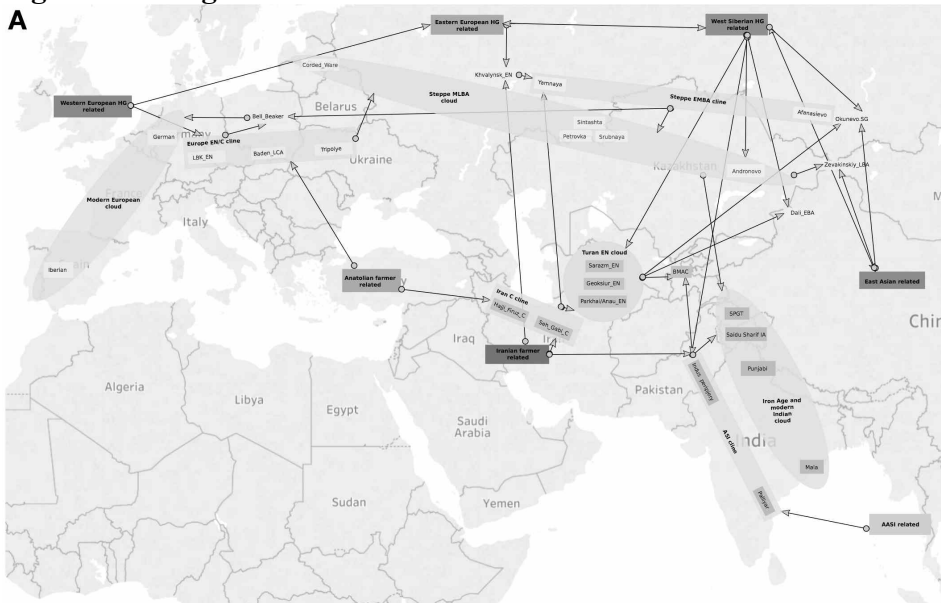 A
Eastern European HG
related
West Siberian HG
related
Corded_Ware
Khvalynsk_EN
Yamnaya
Steppe MLBA
cloud
Steppe EMBA cline
Afanasievo
Okunevo.SG
Western European HG
related
Belarus
Bell_Beaker
German
Europe EN/C cline
LBK_EN
Baden_LCA
Tripolye
Ukraine
Sintashta
Petrovka
Srubnaya
Kazakhstan
Andronovo
Zevakinskiy_LBA
Dali_EBA
France
Modern European
cloud
Italy
Iberian
Anatolian farmer
related
Turan EN cloud
Sarazm_EN
Geoksiur_EN
Parkhai/Anau_EN
BMAC
East Asian related
Iran C cline
Hajji_Firuz_C
Seh_Gabi_C
Iraq
Iranian farmer
related
SPGT
Saidu Sharif IA
Punjabi
Pakistan
Indus_periphery
Iron Age and
modern
Indian
cloud
India
ASI cline
Mala
Palliyar
AASI related
Algeria
Libya
Egypt
Saudi
Arabia
Sudan
Yemen
Chin